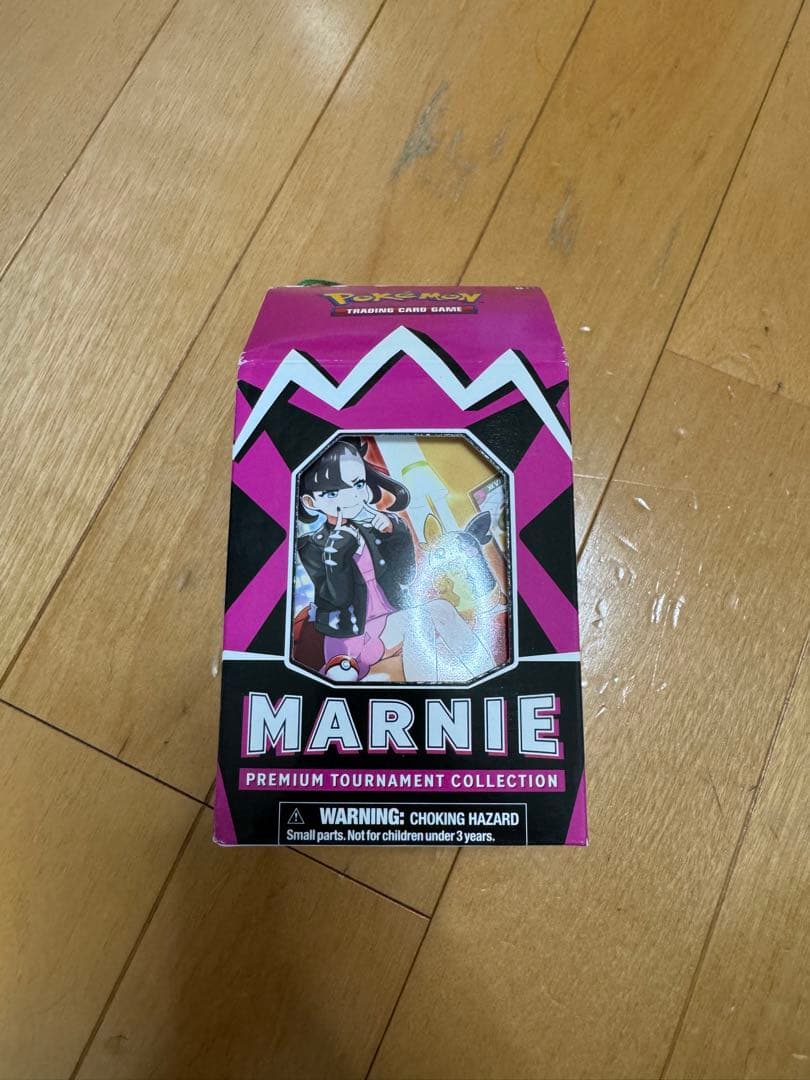 POKéMON
TRADING CARD GAME
MARNIE
PREMIUM TOURNAMENT COLLECTION
WARNING: CHOKING HAZARD
Small parts. Not for children under 3 years.